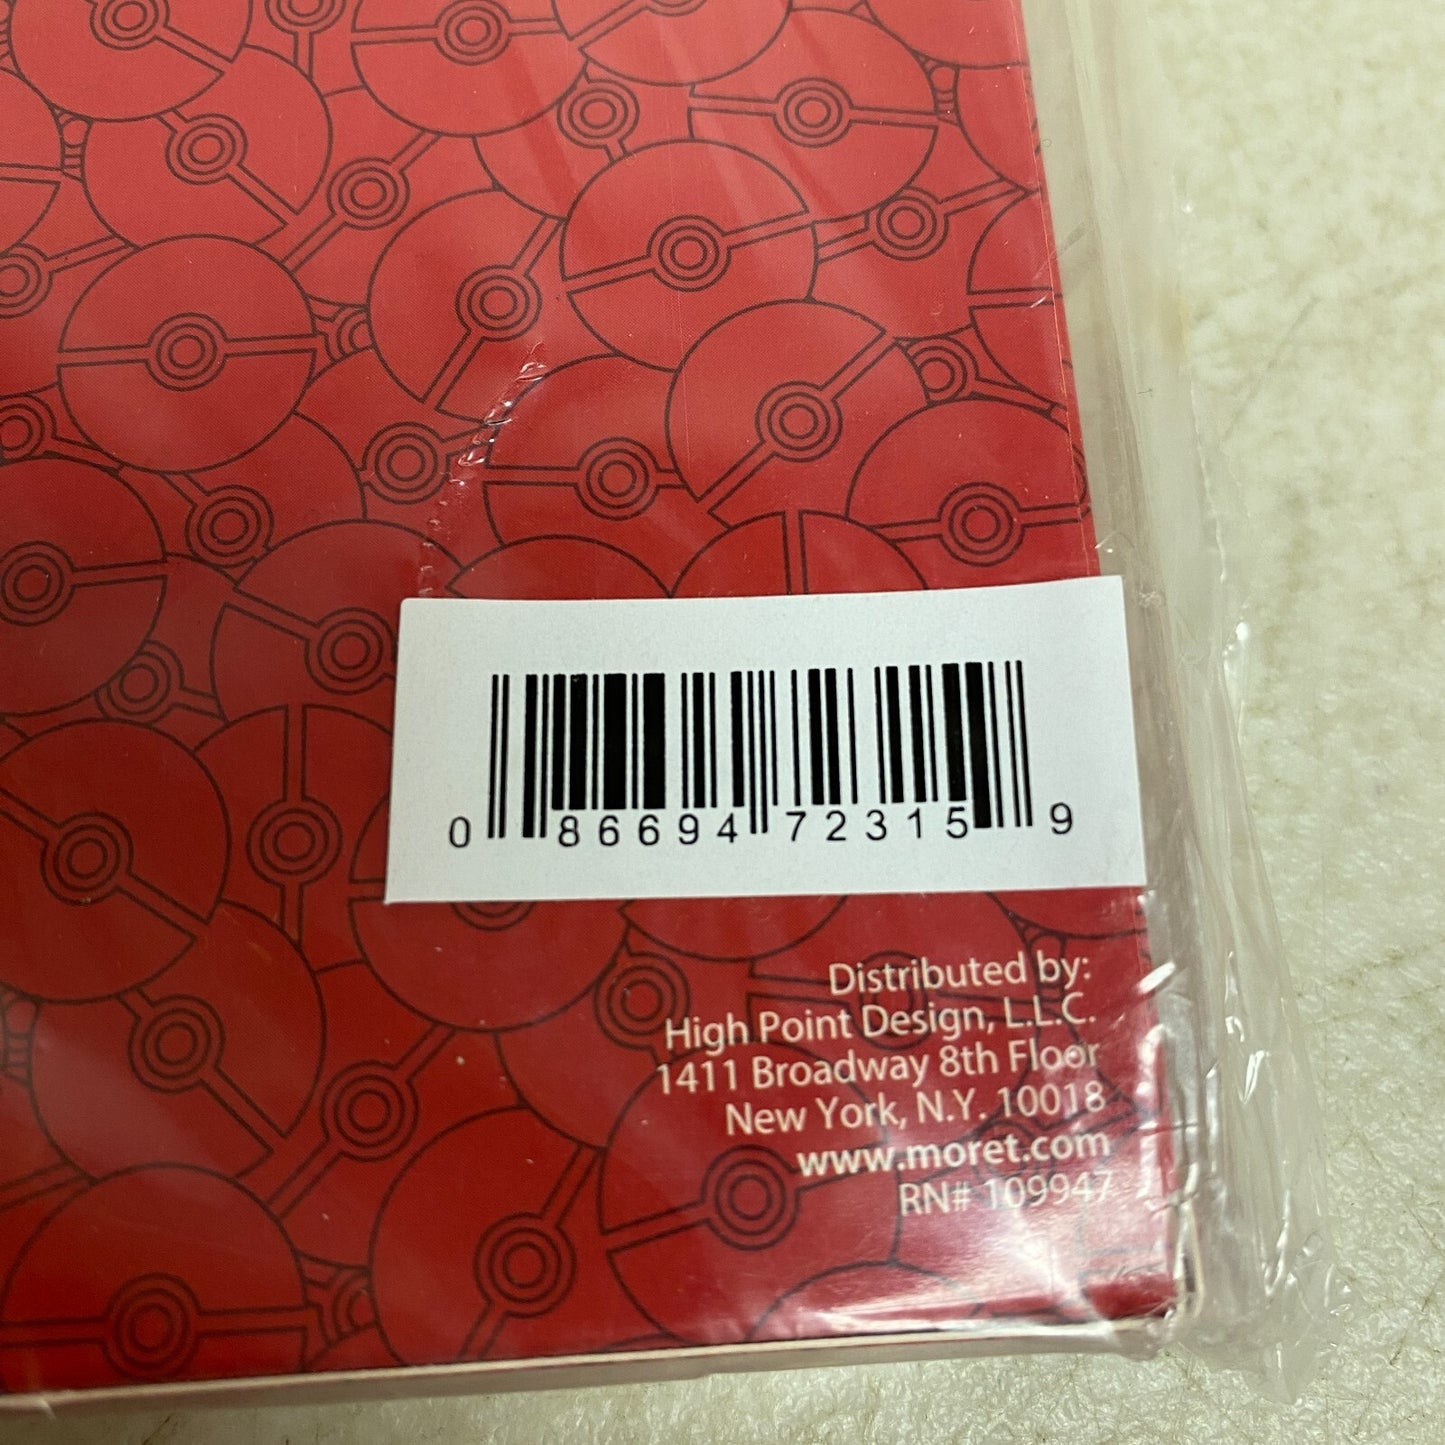 0 86694 72315 9
Distributed by:
High Point Design, L.L.C.
1411 Broadway 8th Floor
New York, N.Y. 10018
www.moret.com
RN# 109947